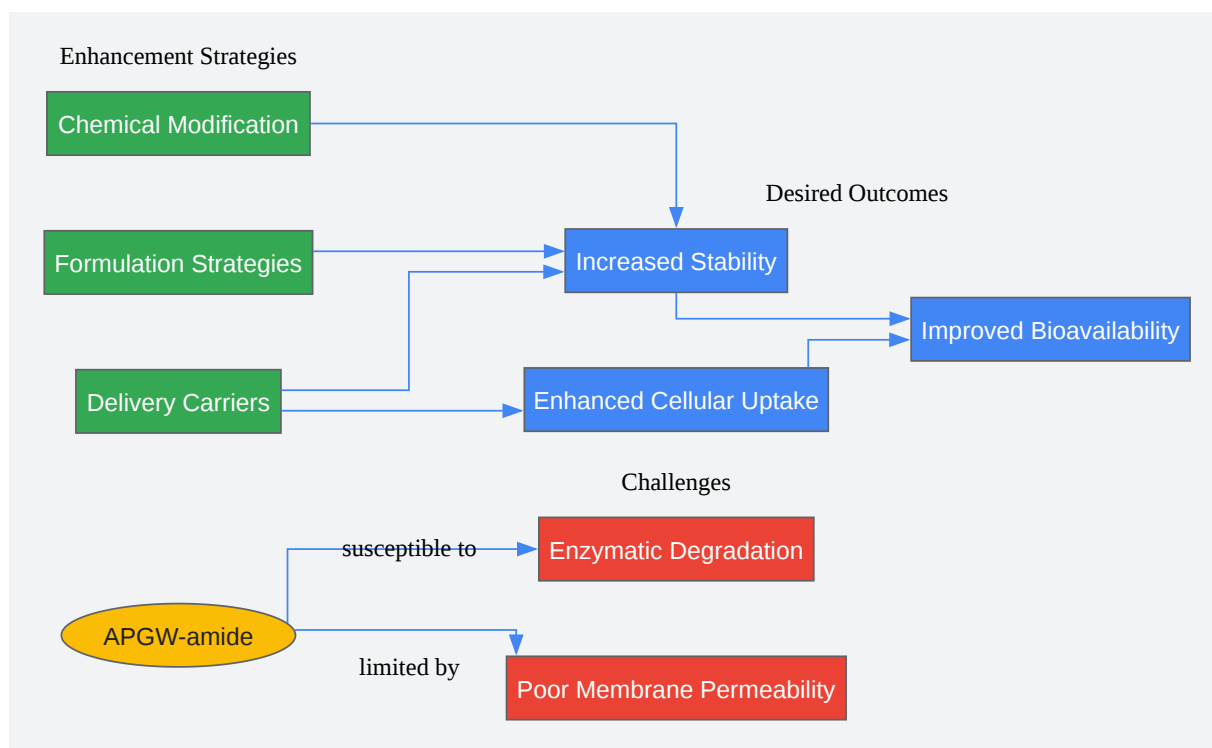 Enhancement Strategies
Chemical Modification
Desired Outcomes
Formulation Strategies
Increased Stability
Improved Bioavailability
Delivery Carriers
Enhanced Cellular Uptake
Challenges
susceptible to
Enzymatic Degradation
APGW-amide
limited by
Poor Membrane Permeability